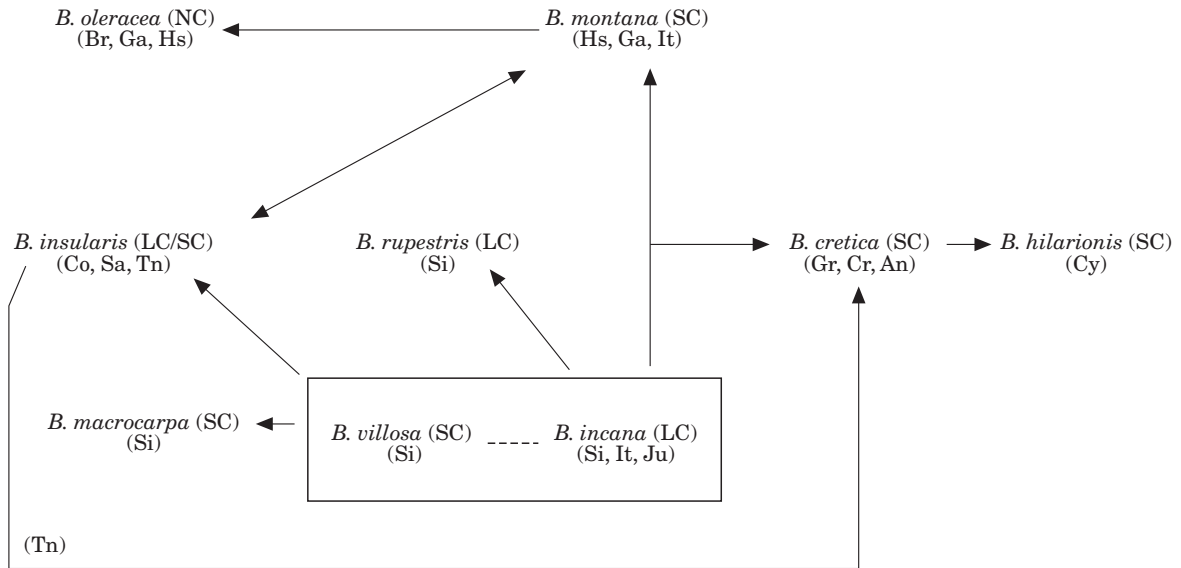 B. oleracea (NC)
(Br, Ga, Hs)
B. montana (SC)
(Hs, Ga, It)
B. insularis (LC/SC)
(Co, Sa, Tn)
B. rupestris (LC)
(Si)
B. cretica (SC)
(Gr, Cr, An)
B. hilarionis (SC)
(Cy)
B. macrocarpa (SC)
(Si)
B. villosa (SC)
(Si)
B. incana (LC)
(Si, It, Ju)
(Tn)